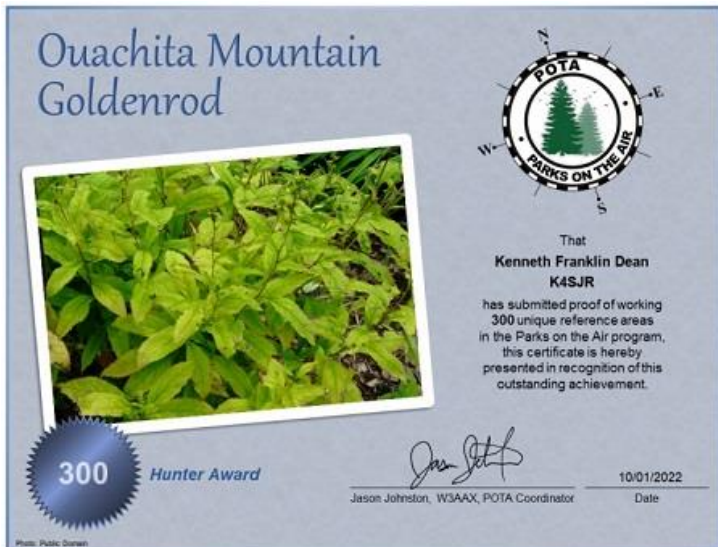 Ouachita Mountain
Goldenrod
N
POTA
E
W
PARKS ON THE AIR
S
That
Kenneth Franklin Dean
K4SJR
has submitted proof of working
300 unique reference areas
in the Parks on the Air program,
this certificate is hereby
presented in recognition of this
outstanding achievement.
300
Hunter Award
Jason Johnston, W3AAX, POTA Coordinator
10/01/2022
Date
Photo: Public Domain